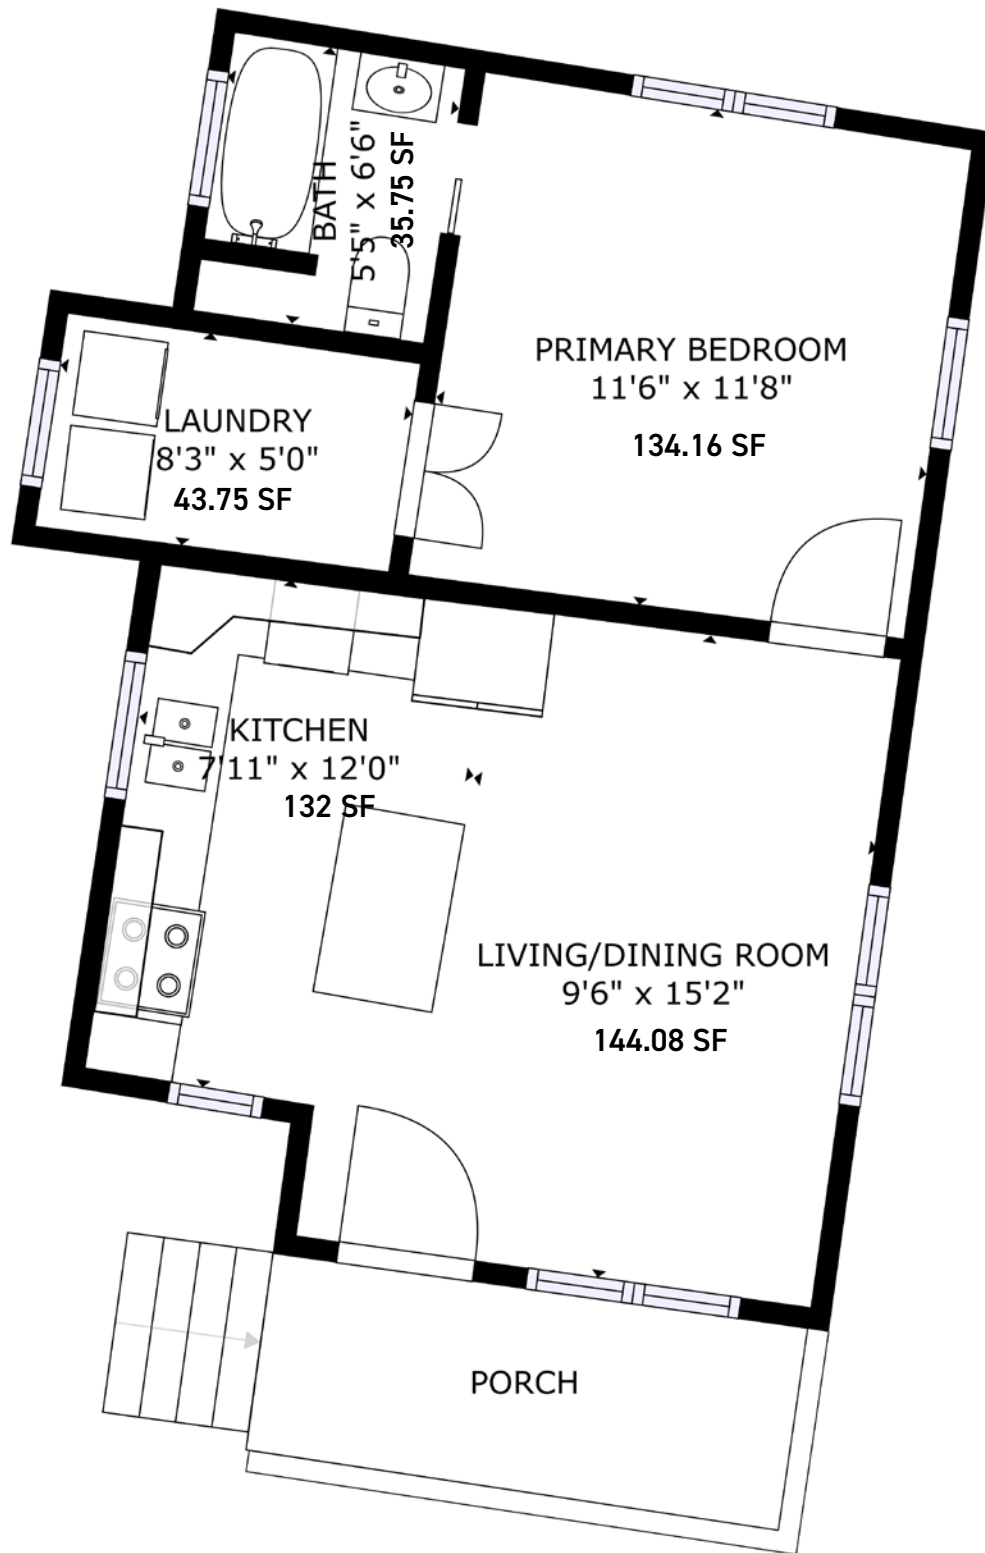 BATH
5'5" x 6'6"
35.75 SF
PRIMARY BEDROOM
11'6" x 11'8"
134.16 SF
LAUNDRY
8'3" x 5'0"
43.75 SF
KITCHEN
7'11" x 12'0"
132 SF
LIVING/DINING ROOM
9'6" x 15'2"
144.08 SF
PORCH